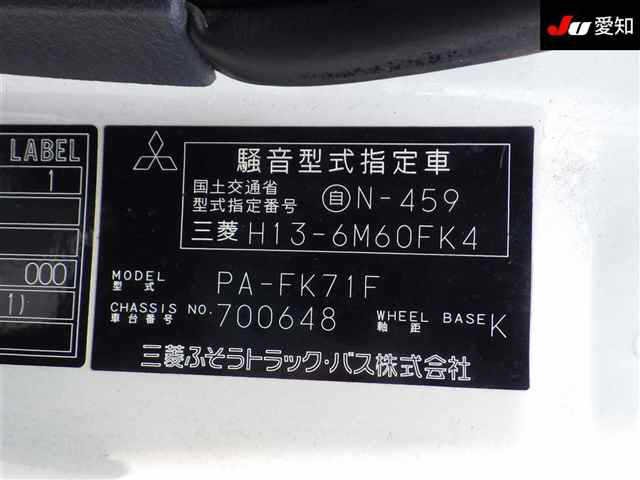 JU 愛知
LABEL
1
000
1)
騒音型式指定車
国土交通省
型式指定番号 自N-459
三菱 H13-6M60FK4
MODEL
型式 PA-FK71F
CHASSIS NO.
車台番号 700648
WHEEL BASE
軸距 K
三菱ふそうトラック・バス株式会社